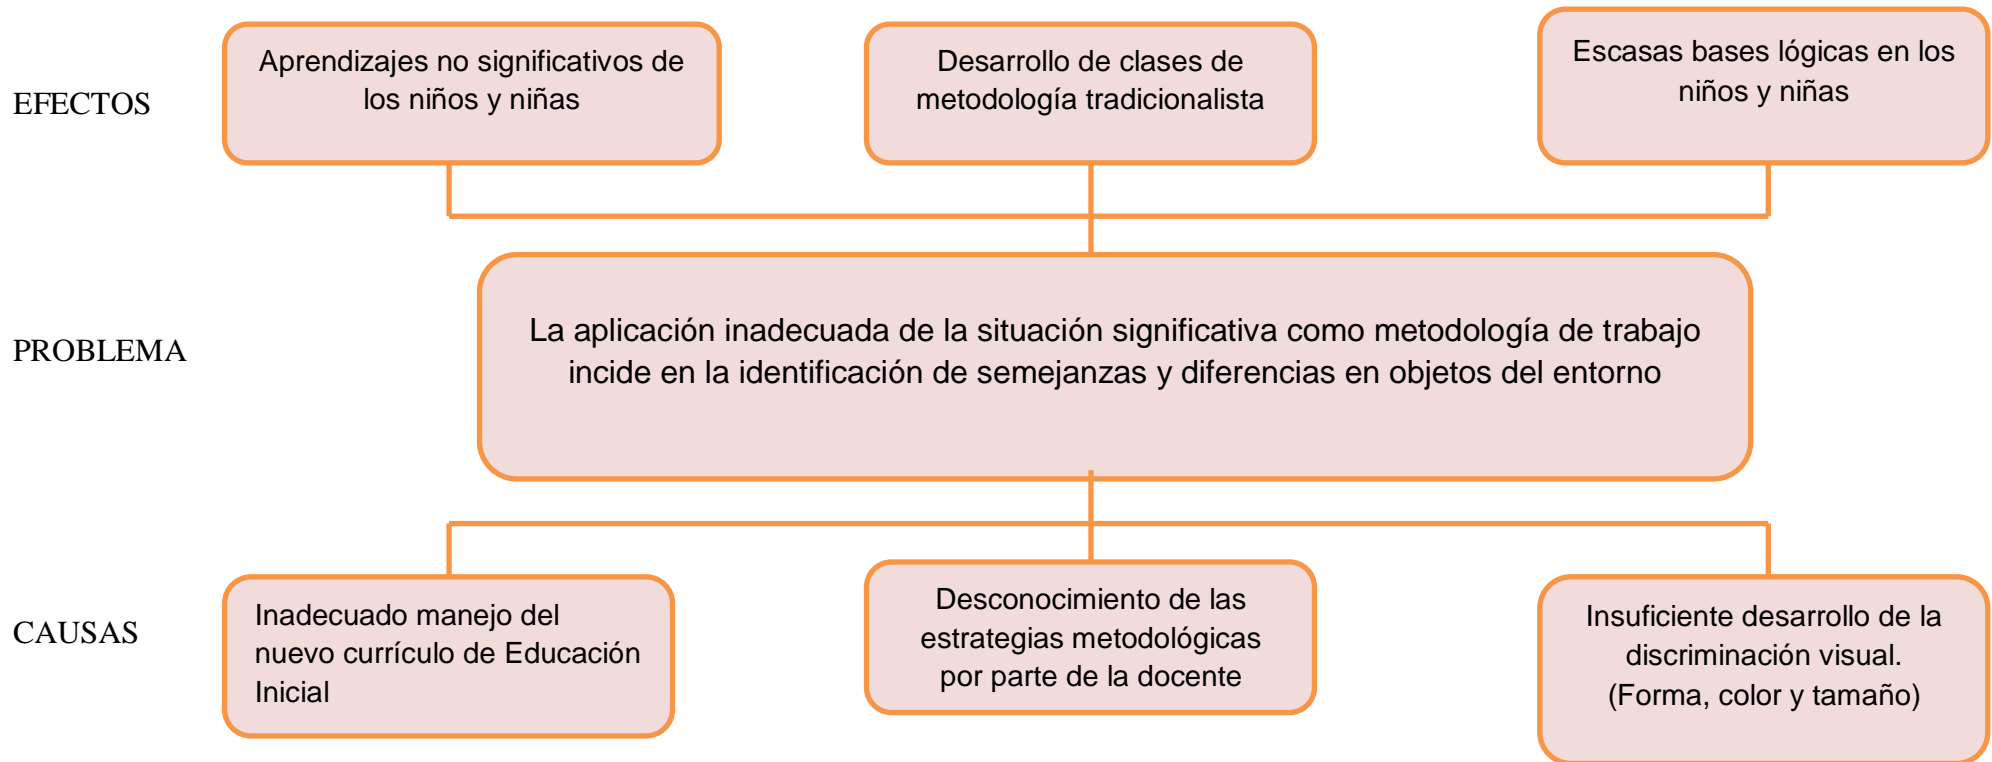 EFECTOS
Aprendizajes no significativos de
los niños y niñas
Desarrollo de clases de
metodología tradicionalista
Escasas bases lógicas en los
niños y niñas
PROBLEMA
La aplicación inadecuada de la situación significativa como metodología de trabajo
incide en la identificación de semejanzas y diferencias en objetos del entorno
CAUSAS
Inadecuado manejo del
nuevo currículo de Educación
Inicial
Desconocimiento de las
estrategias metodológicas
por parte de la docente
Insuficiente desarrollo de la
discriminación visual.
(Forma, color y tamaño)